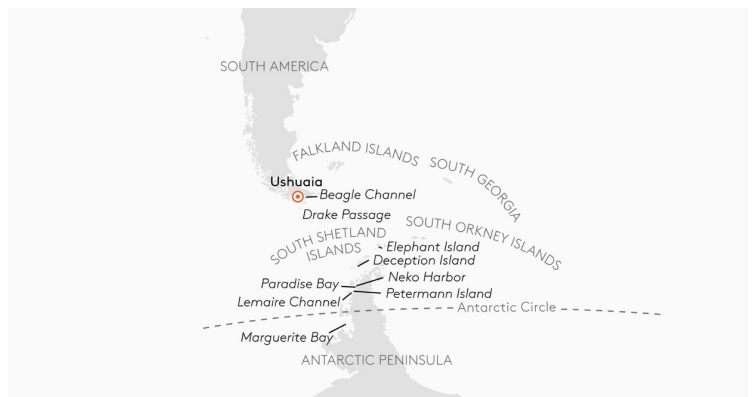 SOUTH AMERICA
FALKLAND ISLANDS
SOUTH GEORGIA
Ushuaia
Beagle Channel
Drake Passage
SOUTH SHETLAND
ISLANDS
SOUTH ORKNEY ISLANDS
Elephant Island
Deception Island
Neko Harbor
Paradise Bay
Petermann Island
Lemaire Channel
Antarctic Circle
Marguerite Bay
ANTARCTIC PENINSULA